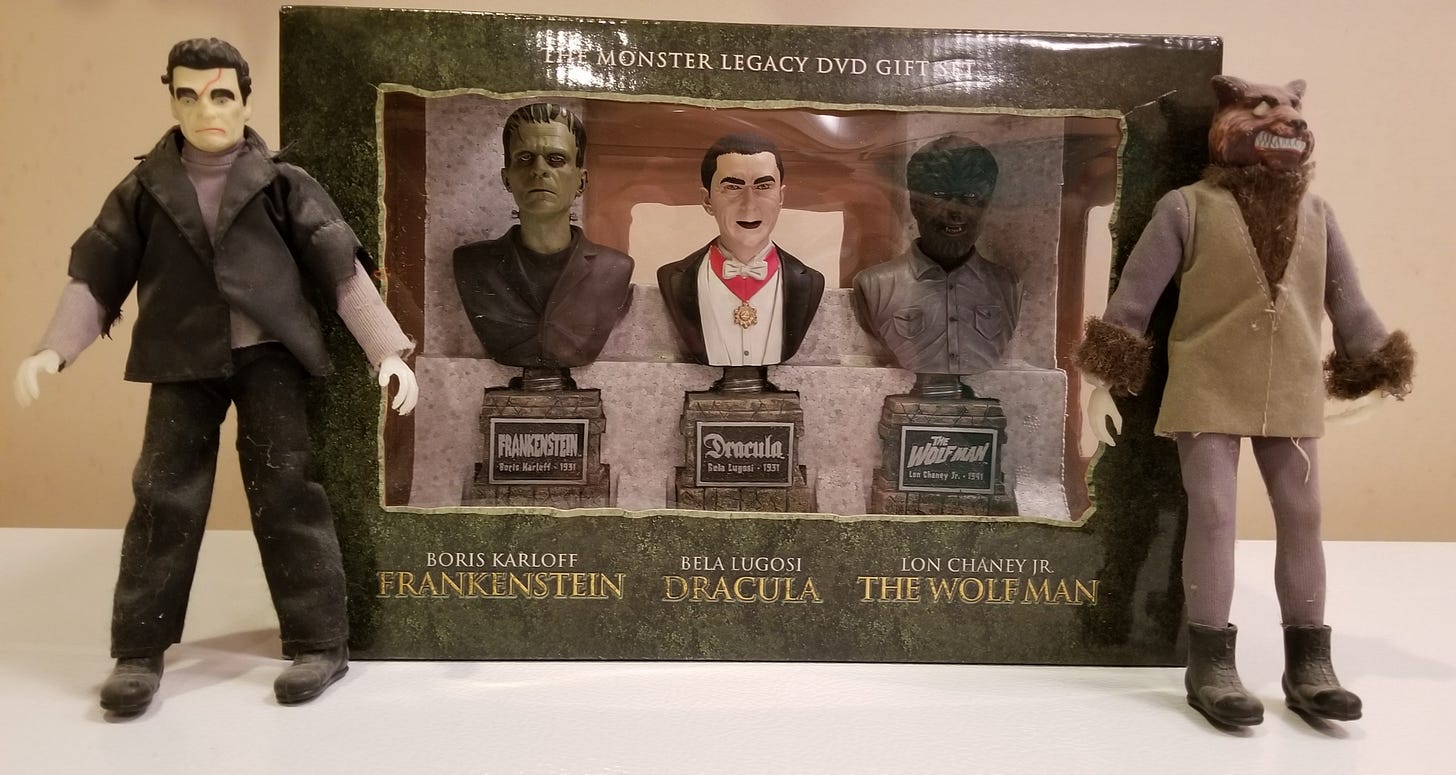 THE MONSTER LEGACY DVD GIFT SET
FRANKENSTEIN
Boris Karloff · 1931
Dracula
Bela Lugosi · 1931
THE
WOLF MAN
Lon Chaney Jr. · 1941
BORIS KARLOFF
FRANKENSTEIN
BELA LUGOSI
DRACULA
LON CHANEY JR.
THE WOLF MAN